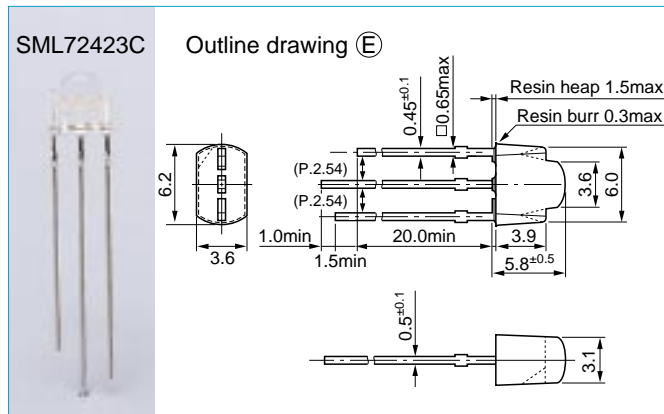 SML72423C
Outline drawing Ⓔ
Resin heap 1.5max
Resin burr 0.3max
0.45±0.1
□0.65max
(P.2.54)
(P.2.54)
6.2
3.6
3.6
6.0
1.0min
20.0min
3.9
1.5min
5.8±0.5
0.5±0.1
3.1